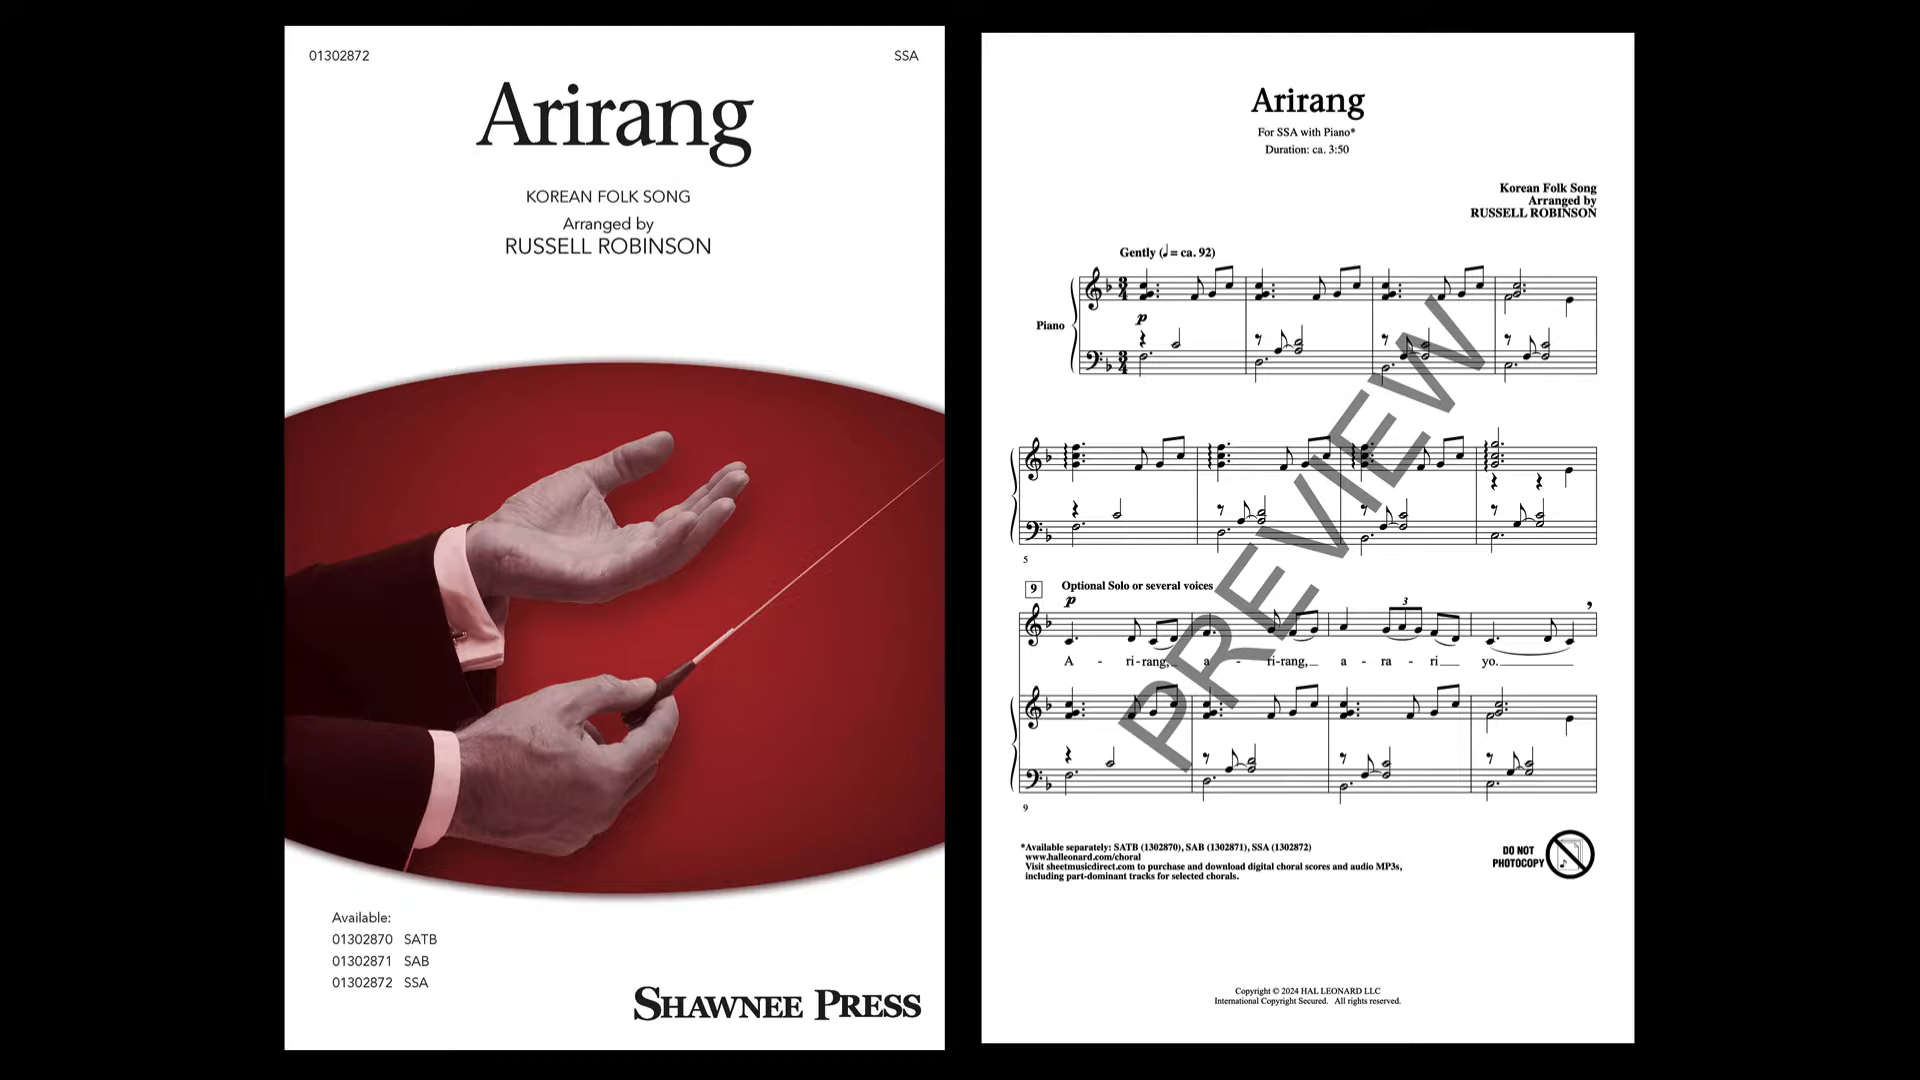 01302872
SSA
Arirang
KOREAN FOLK SONG
Arranged by
RUSSELL ROBINSON
Available:
01302870 SATB
01302871 SAB
01302872 SSA
SHAWNEE PRESS
Arirang
For SSA with Piano*
Duration: ca. 3:50
Korean Folk Song
Arranged by
RUSSELL ROBINSON
Gently (♩= ca. 92)
Piano
p
5
9 Optional Solo or several voices
p
3
A - ri-rang, a - ri-rang, a - ra - ri yo.
9
PREVIEW
*Available separately: SATB (1302870), SAB (1302871), SSA (1302872)
www.halleonard.com/choral
Visit sheetmusicdirect.com to purchase and download digital choral scores and audio MP3s,
including part-dominant tracks for selected chorals.
DO NOT
PHOTOCOPY
Copyright © 2024 HAL LEONARD LLC
International Copyright Secured. All rights reserved.